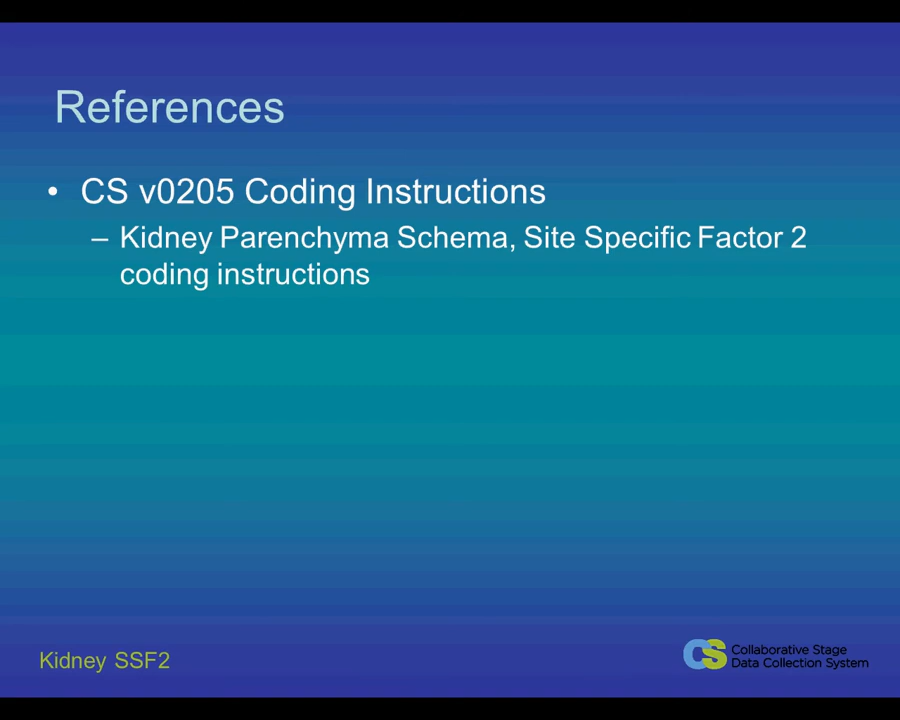 References
• CS v0205 Coding Instructions
– Kidney Parenchyma Schema, Site Specific Factor 2
coding instructions
Kidney SSF2
CS Collaborative Stage
Data Collection System